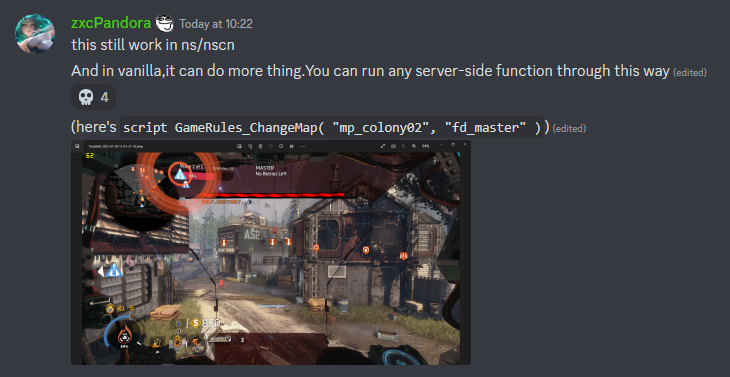 zxcPandora Today at 10:22
this still work in ns/nscn
And in vanilla,it can do more thing.You can run any server-side function through this way (edited)
4
(here's script GameRules_ChangeMap( "mp_colony02", "fd_master" )) (edited)
MASTER
No Retries Left
$ 850
3